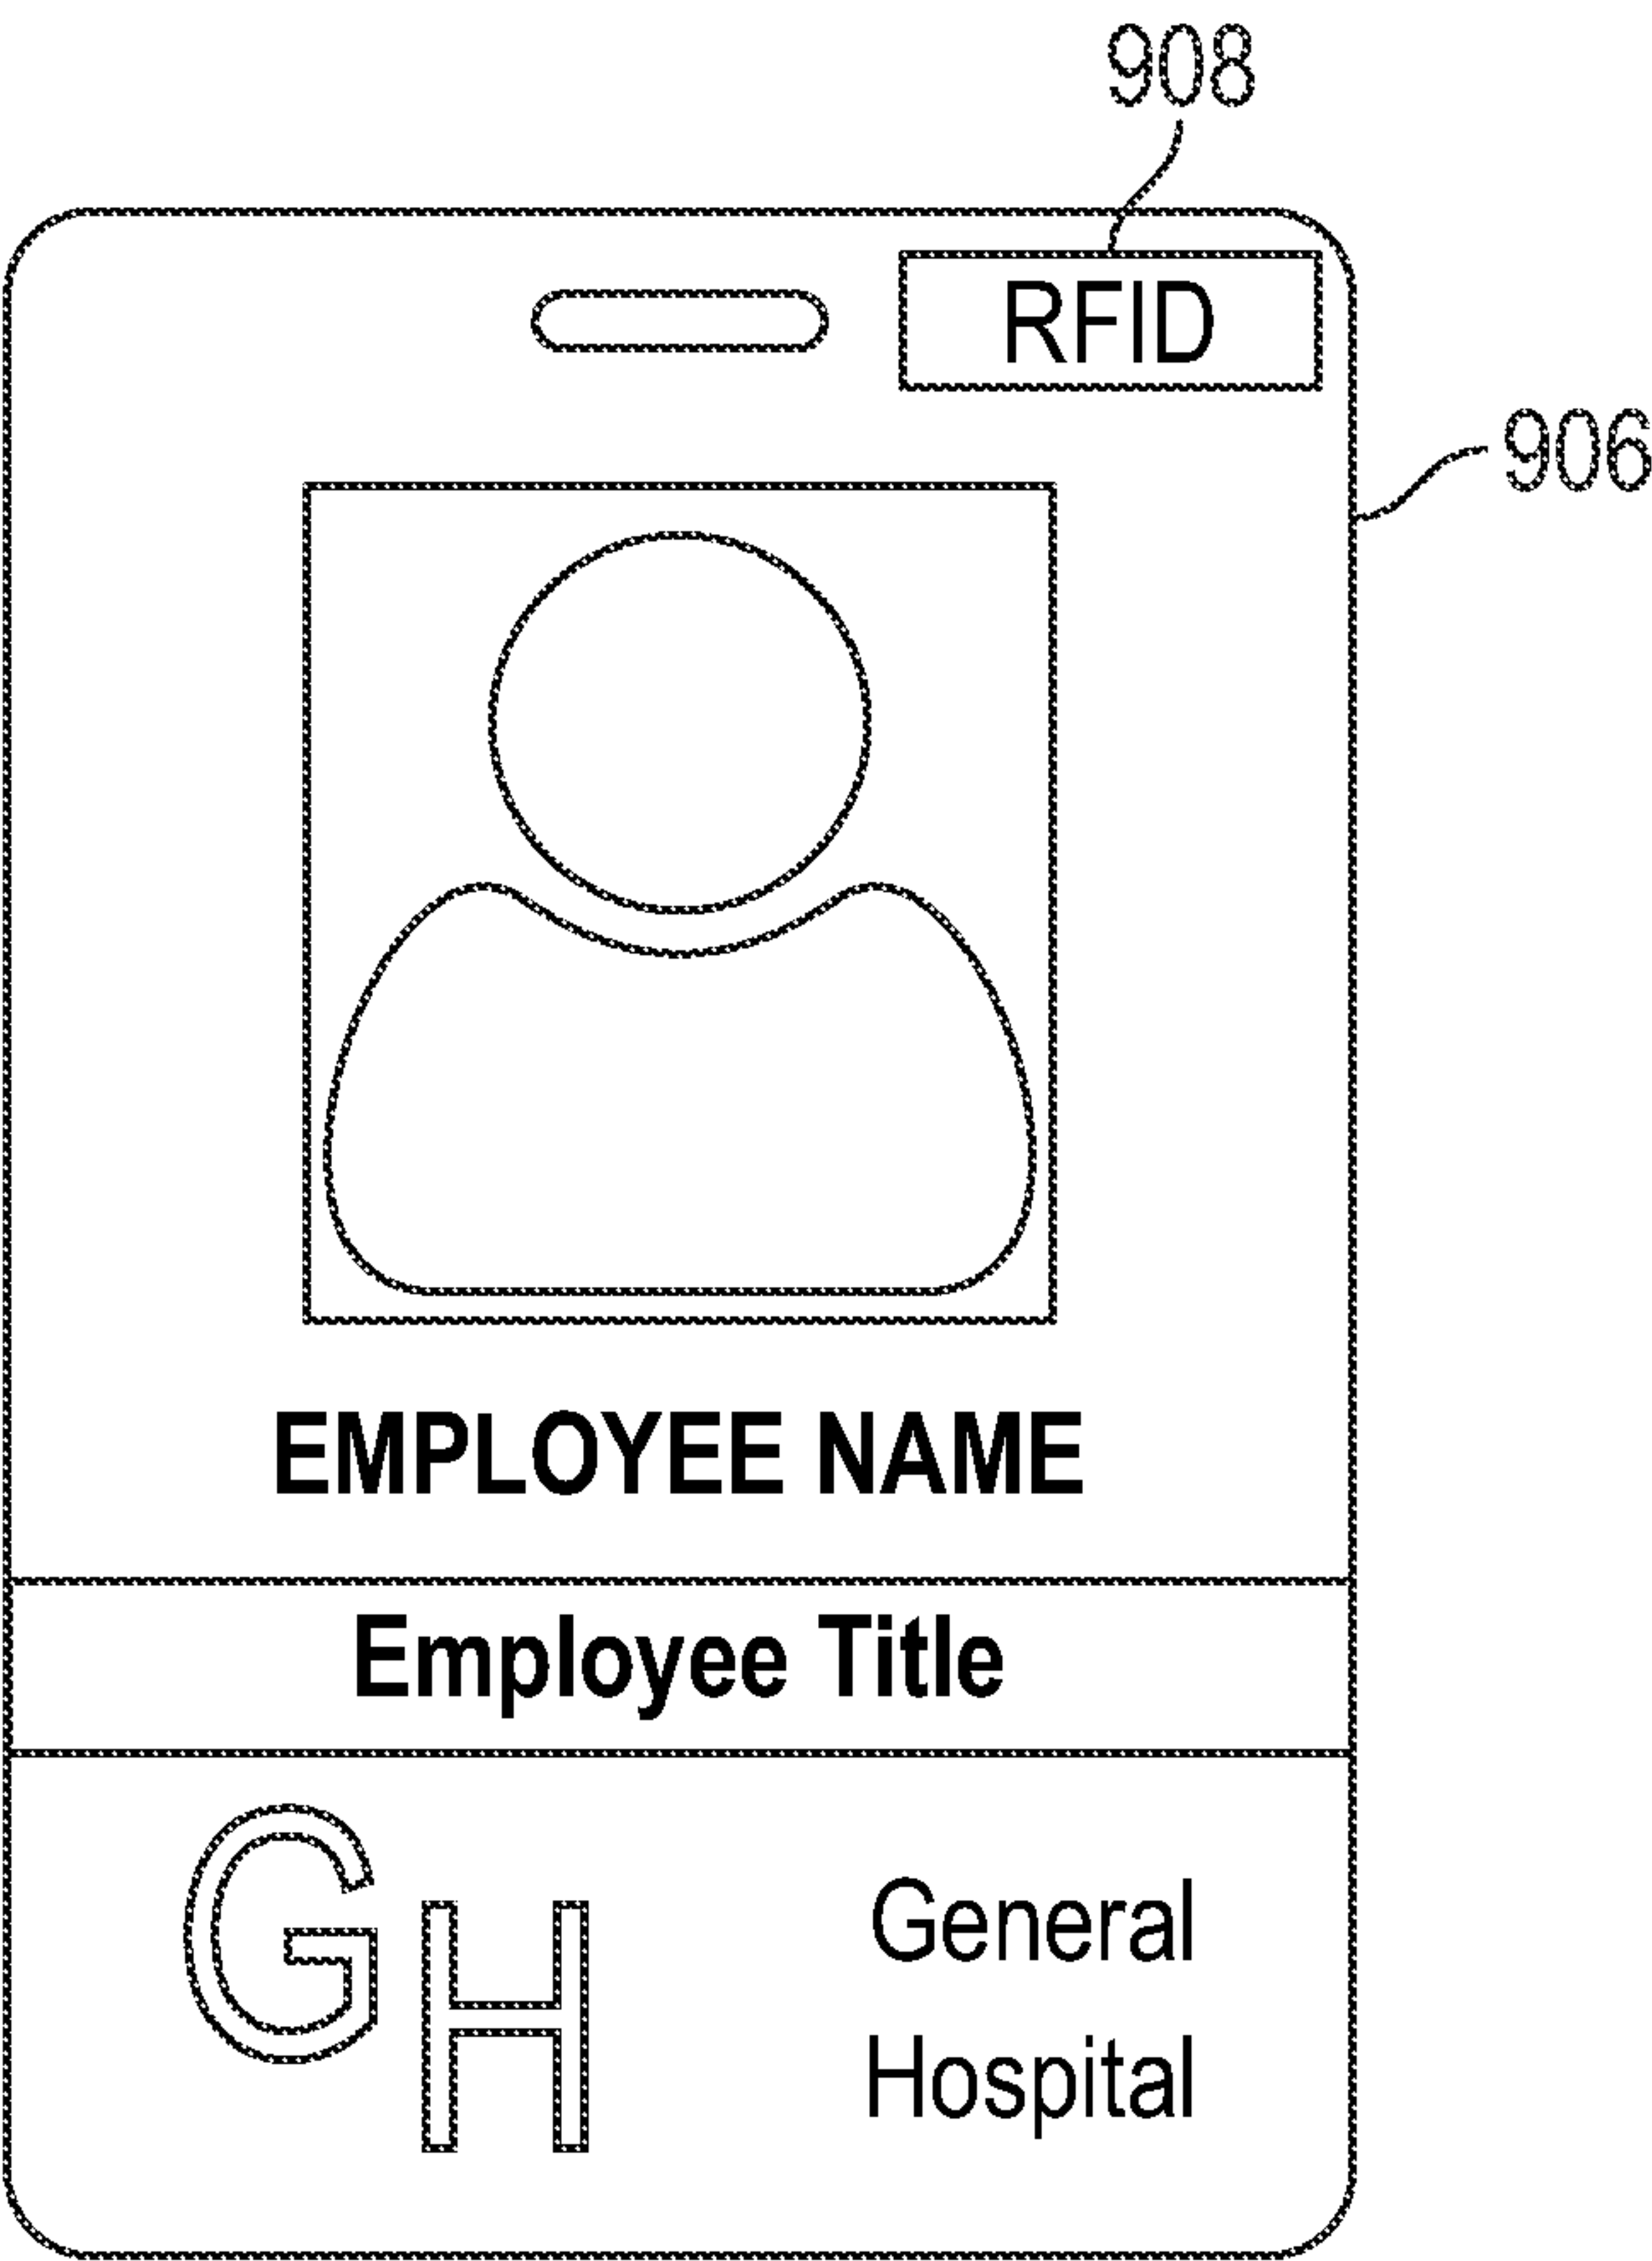 908
RFID
906
EMPLOYEE NAME
Employee Title
GH
General
Hospital